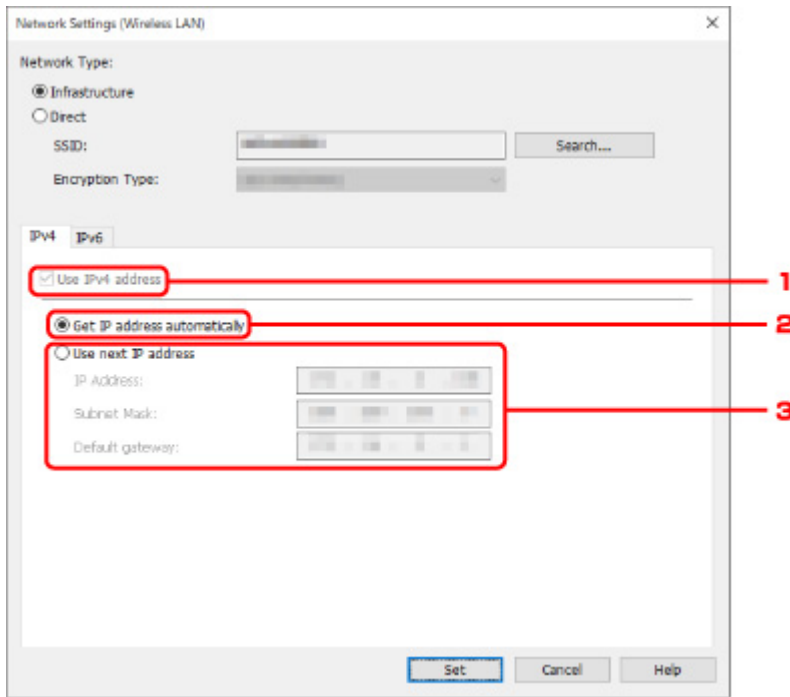 Network Settings (Wireless LAN)
Network Type:
Infrastructure
Direct
SSID:
Search...
Encryption Type:
IPv4 IPv6
Use IPv4 address
1
Get IP address automatically
2
Use next IP address
IP Address:
Subnet Mask:
3
Default gateway:
Set Cancel Help